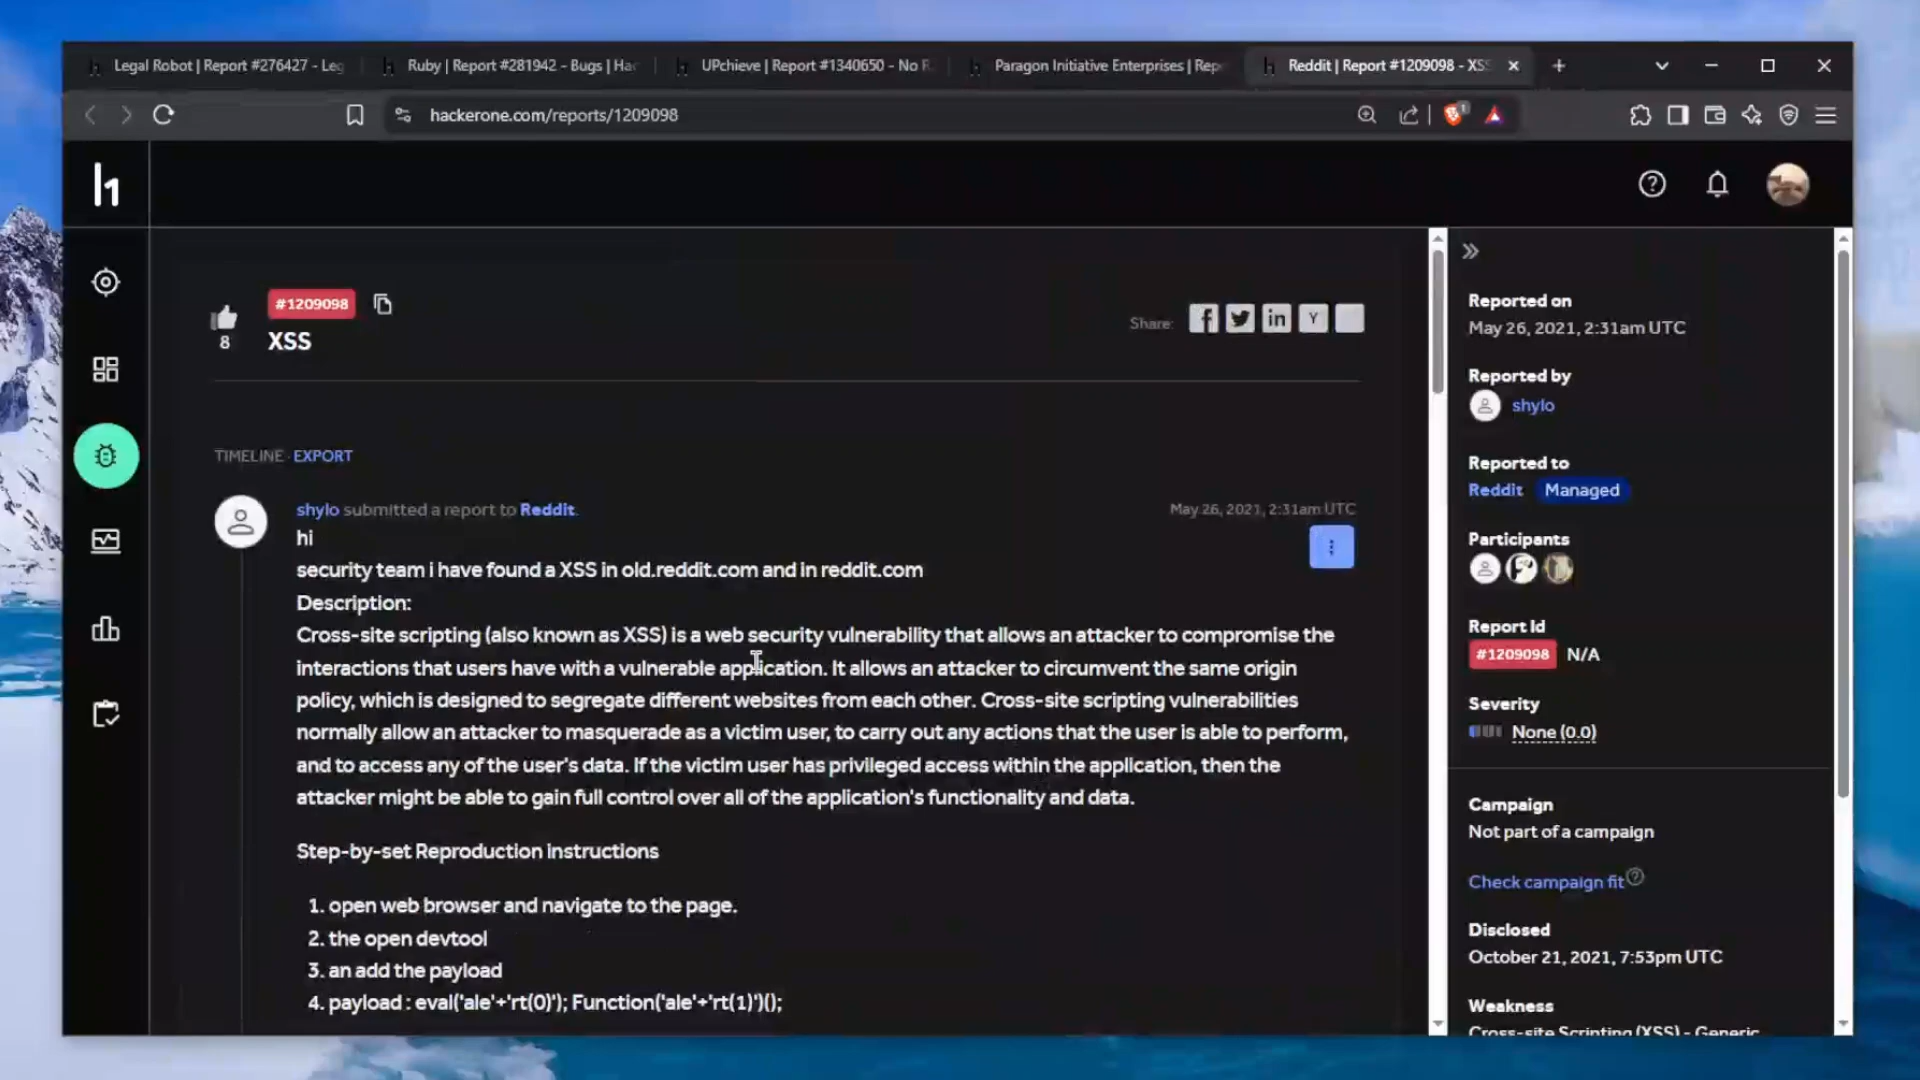 Legal Robot | Report #276427 - Leg
Ruby | Report #281942 - Bugs | Hac
UPchieve | Report #1340650 - No R
Paragon Initiative Enterprises | Rep
Reddit | Report #1209098 - XSS
hackerone.com/reports/1209098
1
h1
#1209098
8
XSS
Share:
f
in
Y
TIMELINE · EXPORT
shylo submitted a report to Reddit.
May 26, 2021, 2:31am UTC
hi
security team i have found a XSS in old.reddit.com and in reddit.com
Description:
Cross-site scripting (also known as XSS) is a web security vulnerability that allows an attacker to compromise the
interactions that users have with a vulnerable application. It allows an attacker to circumvent the same origin
policy, which is designed to segregate different websites from each other. Cross-site scripting vulnerabilities
normally allow an attacker to masquerade as a victim user, to carry out any actions that the user is able to perform,
and to access any of the user's data. If the victim user has privileged access within the application, then the
attacker might be able to gain full control over all of the application's functionality and data.
Step-by-set Reproduction instructions
1. open web browser and navigate to the page.
2. the open devtool
3. an add the payload
4. payload : eval('ale'+'rt(0)'); Function('ale'+'rt(1)')();
Reported on
May 26, 2021, 2:31am UTC
Reported by
shylo
Reported to
Reddit Managed
Participants
Report Id
#1209098 N/A
Severity
None (0.0)
Campaign
Not part of a campaign
Check campaign fit
Disclosed
October 21, 2021, 7:53pm UTC
Weakness
Cross-site Scripting (XSS) - Generic